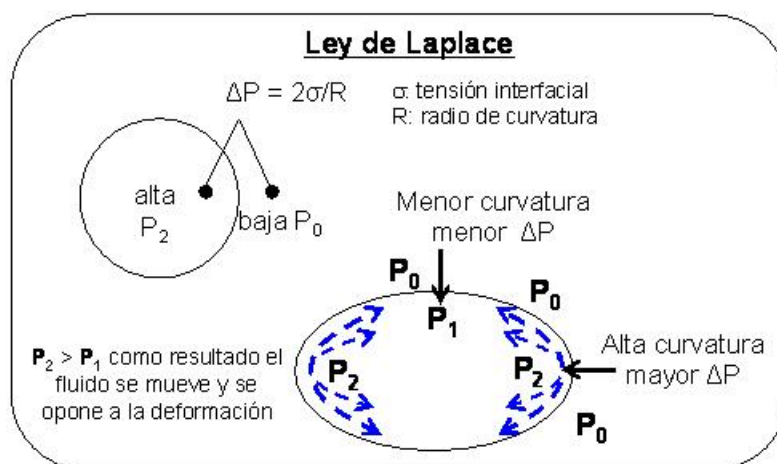 Ley de Laplace
ΔP = 2σ/R
σ: tensión interfacial
R: radio de curvatura
alta
P₂
baja P₀
Menor curvatura
menor ΔP
P₀
P₀
P₁
P₂ > P₁ como resultado el
fluido se mueve y se
opone a la deformación
P₂
P₂
Alta curvatura
mayor ΔP
P₀